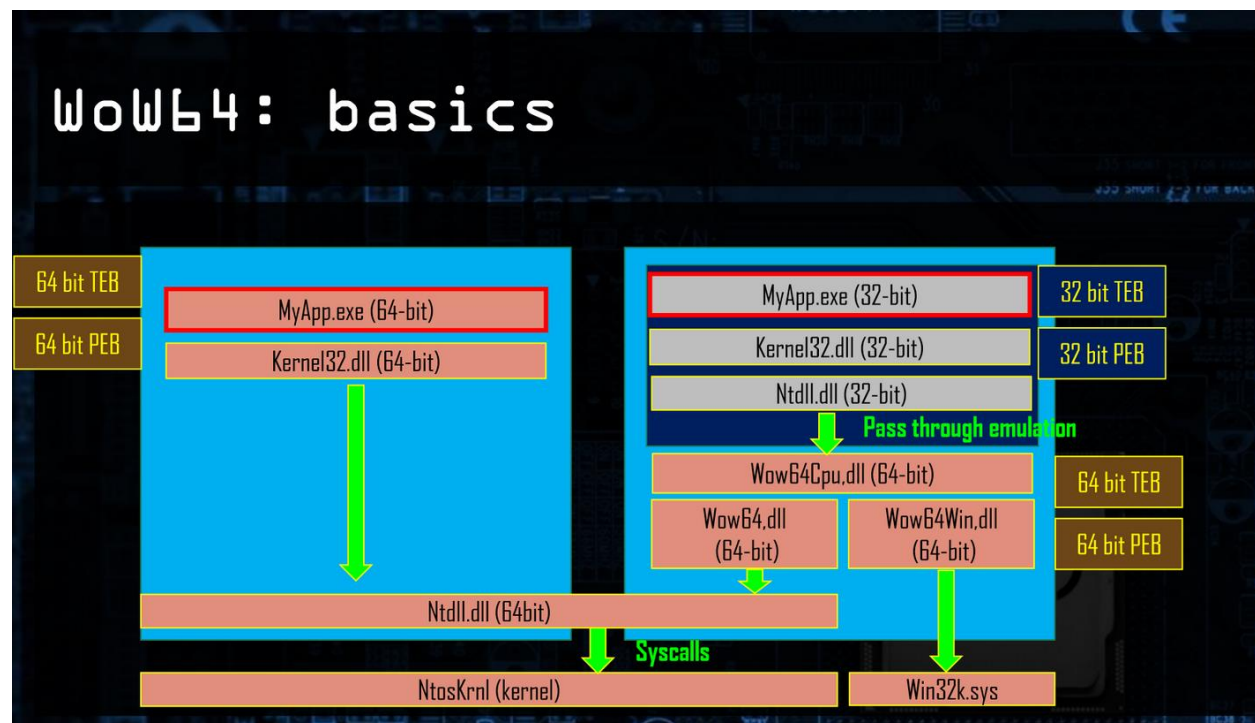 WoW64: basics
64 bit TEB
64 bit PEB
MyApp.exe (64-bit)
Kernel32.dll (64-bit)
MyApp.exe (32-bit)
Kernel32.dll (32-bit)
Ntdll.dll (32-bit)
32 bit TEB
32 bit PEB
Pass through emulation
Wow64Cpu,dll (64-bit)
Wow64,dll
(64-bit)
Wow64Win,dll
(64-bit)
64 bit TEB
64 bit PEB
Ntdll.dll (64bit)
Syscalls
NtosKrnl (kernel)
Win32k.sys